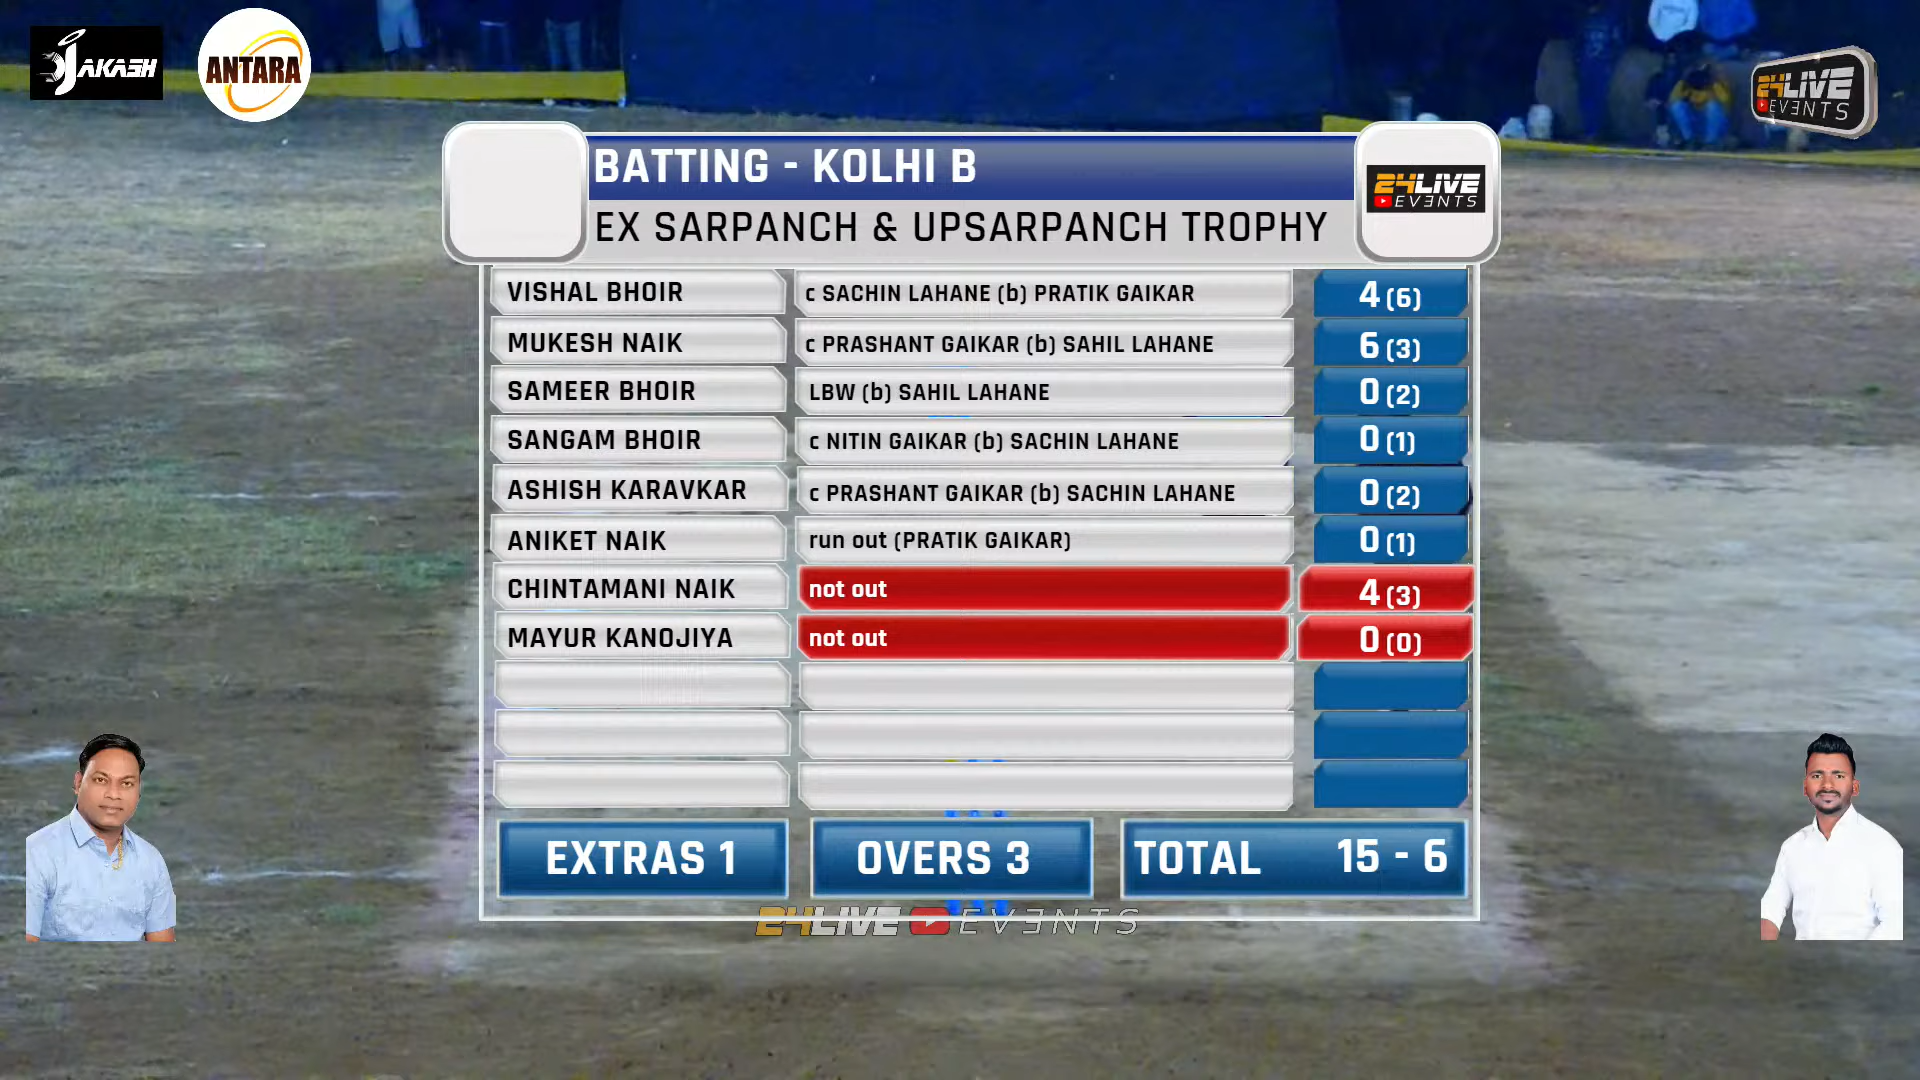 DJ AKASH
ANTARA
24LIVE
EVENTS
BATTING - KOLHI B
EX SARPANCH & UPSARPANCH TROPHY
24LIVE
EVENTS
VISHAL BHOIR c SACHIN LAHANE (b) PRATIK GAIKAR 4 (6)
MUKESH NAIK c PRASHANT GAIKAR (b) SAHIL LAHANE 6 (3)
SAMEER BHOIR LBW (b) SAHIL LAHANE 0 (2)
SANGAM BHOIR c NITIN GAIKAR (b) SACHIN LAHANE 0 (1)
ASHISH KARAVKAR c PRASHANT GAIKAR (b) SACHIN LAHANE 0 (2)
ANIKET NAIK run out (PRATIK GAIKAR) 0 (1)
CHINTAMANI NAIK not out 4 (3)
MAYUR KANOJIYA not out 0 (0)
EXTRAS 1 OVERS 3 TOTAL 15 - 6
24LIVE EVENTS